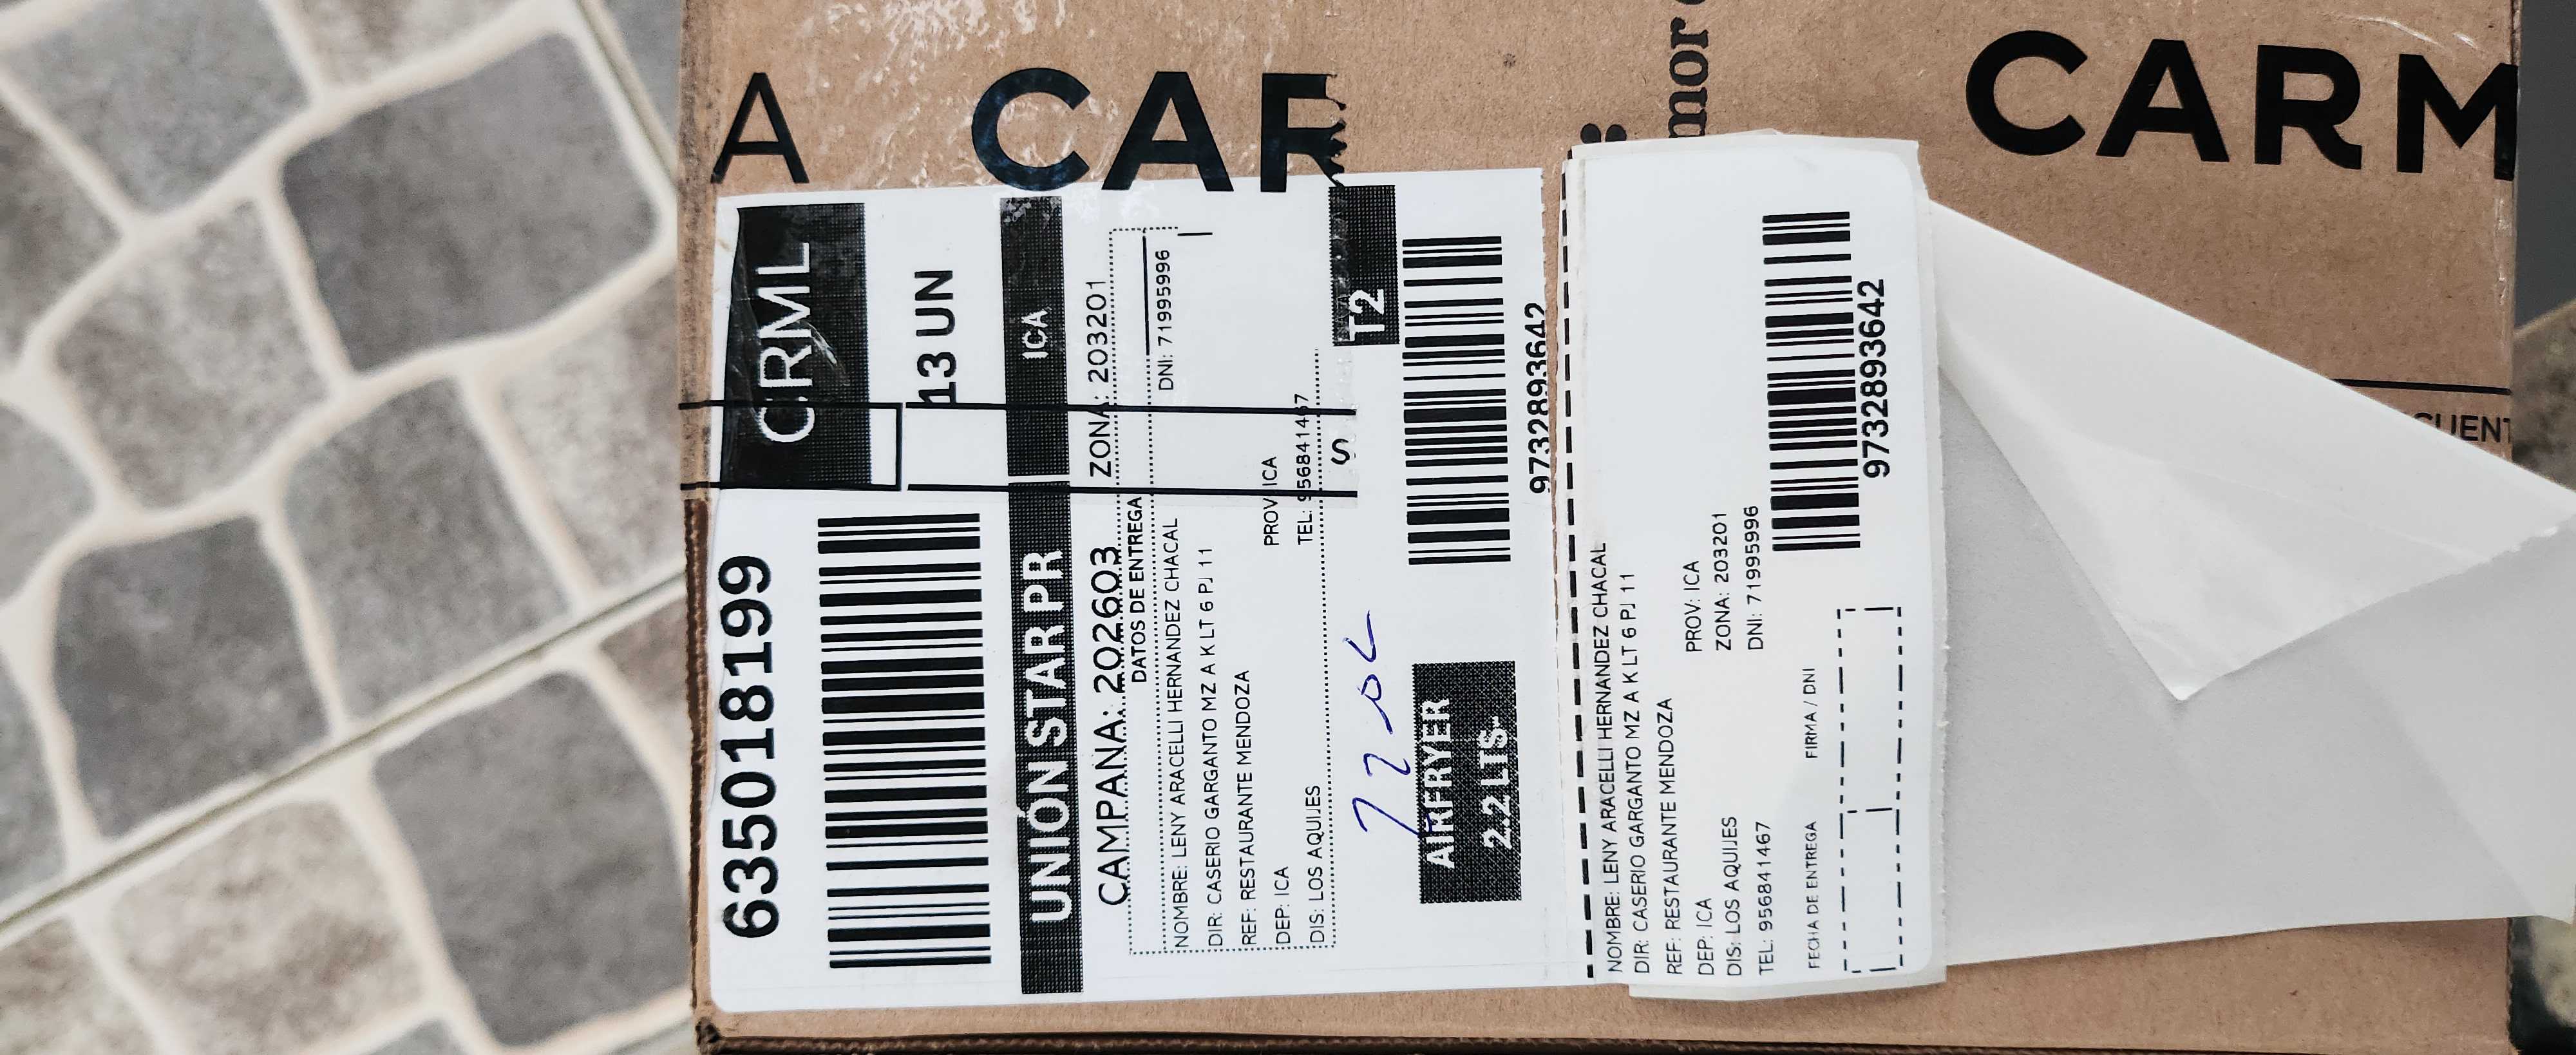 A CAR
CARM
mor
CUENT
6350181199
CRML
13 UN
UNIÓN STAR PR
ICA
CAMPAÑA: 202603
ZONA: 203201
DATOS DE ENTREGA
NOMBRE: LENY ARACELLI HERNANDEZ CHACAL
DNI: 71995996
DIR: CASERIO GARGANTO MZ A K LT 6 PJ 11
REF: RESTAURANTE MENDOZA
DEP: ICA
PROV: ICA
DIS: LOS AQUIJES
TEL: 956841467
S
T2
AIRFRYER
2.2 LTS-
9732893642
NOMBRE: LENY ARACELLI HERNANDEZ CHACAL
DIR: CASERIO GARGANTO MZ A K LT 6 PJ 11
REF: RESTAURANTE MENDOZA
DEP: ICA
PROV: ICA
DIS: LOS AQUIJES
ZONA: 203201
TEL: 956841467
DNI: 71995996
FECHA DE ENTREGA
FIRMA / DNI
9732893642